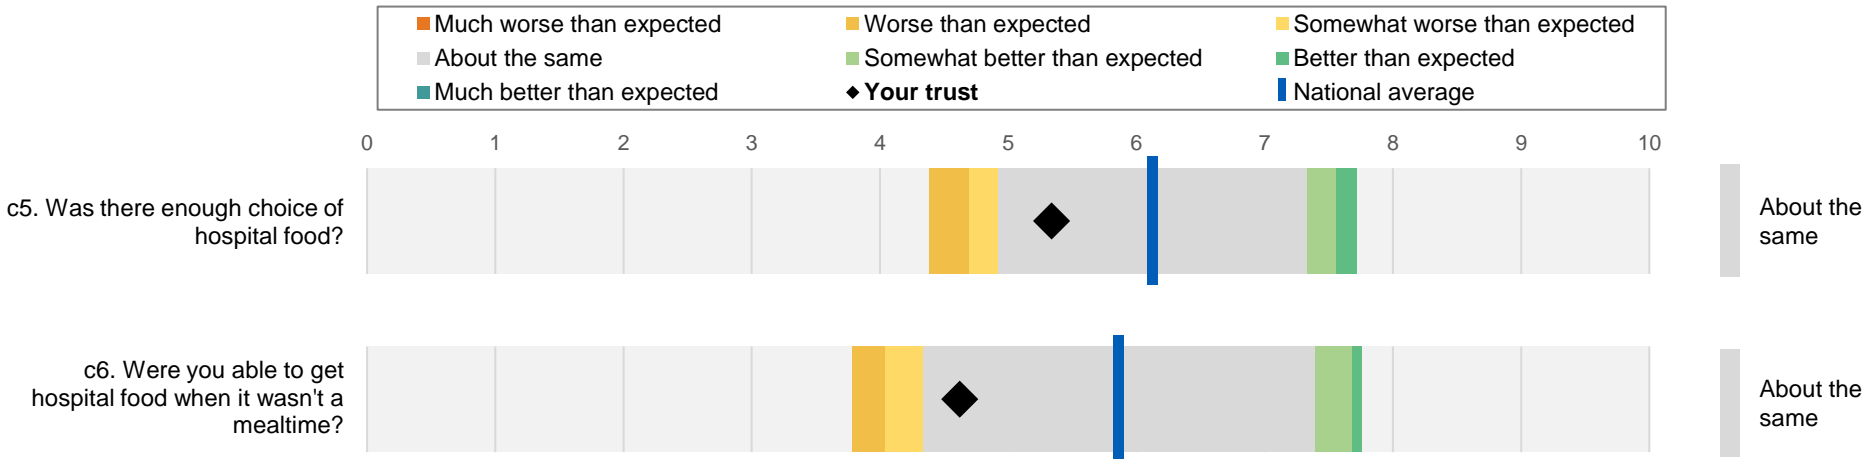 Much worse than expected
Worse than expected
Somewhat worse than expected
About the same
Somewhat better than expected
Better than expected
Much better than expected
Your trust
National average
0 1 2 3 4 5 6 7 8 9 10
c5. Was there enough choice of
hospital food?
About the
same
c6. Were you able to get
hospital food when it wasn't a
mealtime?
About the
same